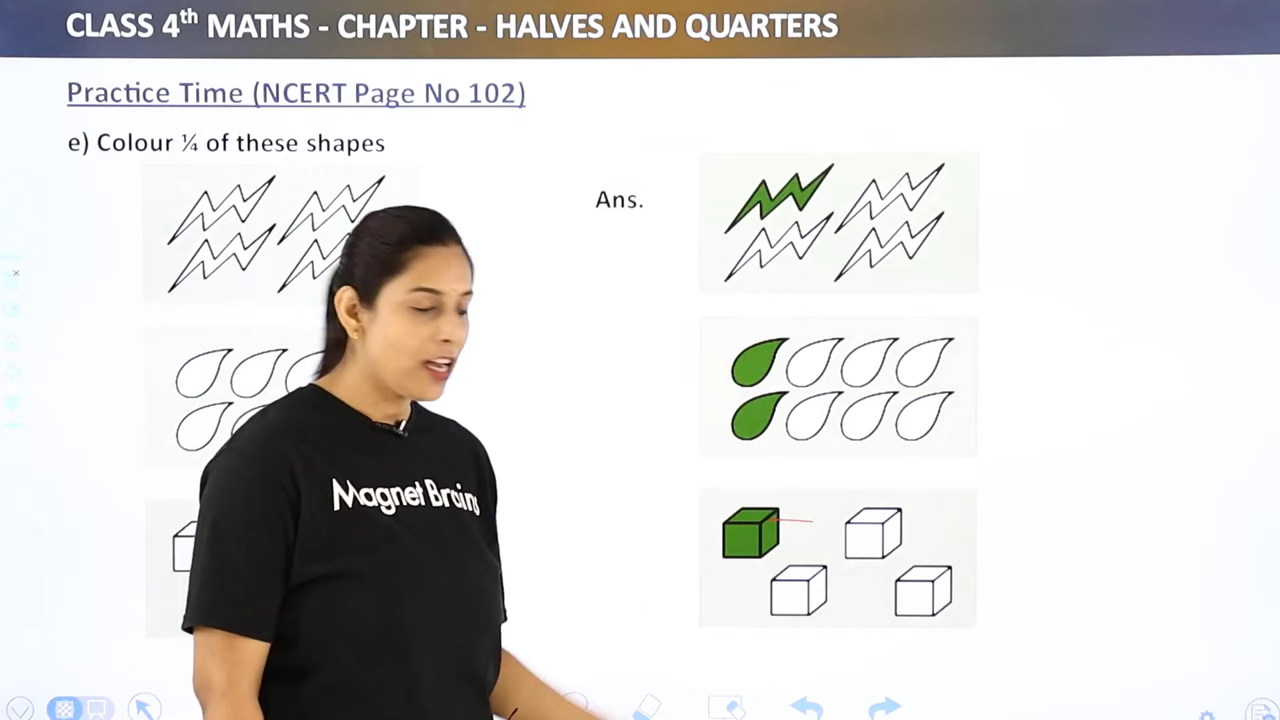 CLASS 4th MATHS - CHAPTER - HALVES AND QUARTERS
Practice Time (NCERT Page No 102)
e) Colour ¼ of these shapes
Ans.
Magnet Brains